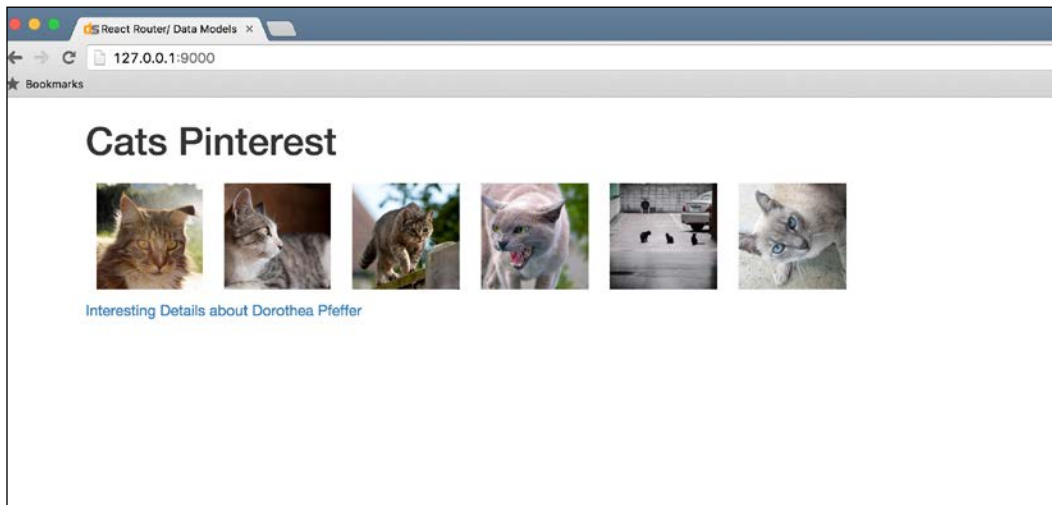 React Router/ Data Models ×
127.0.0.1:9000
Bookmarks
Cats Pinterest
Interesting Details about Dorothea Pfeffer